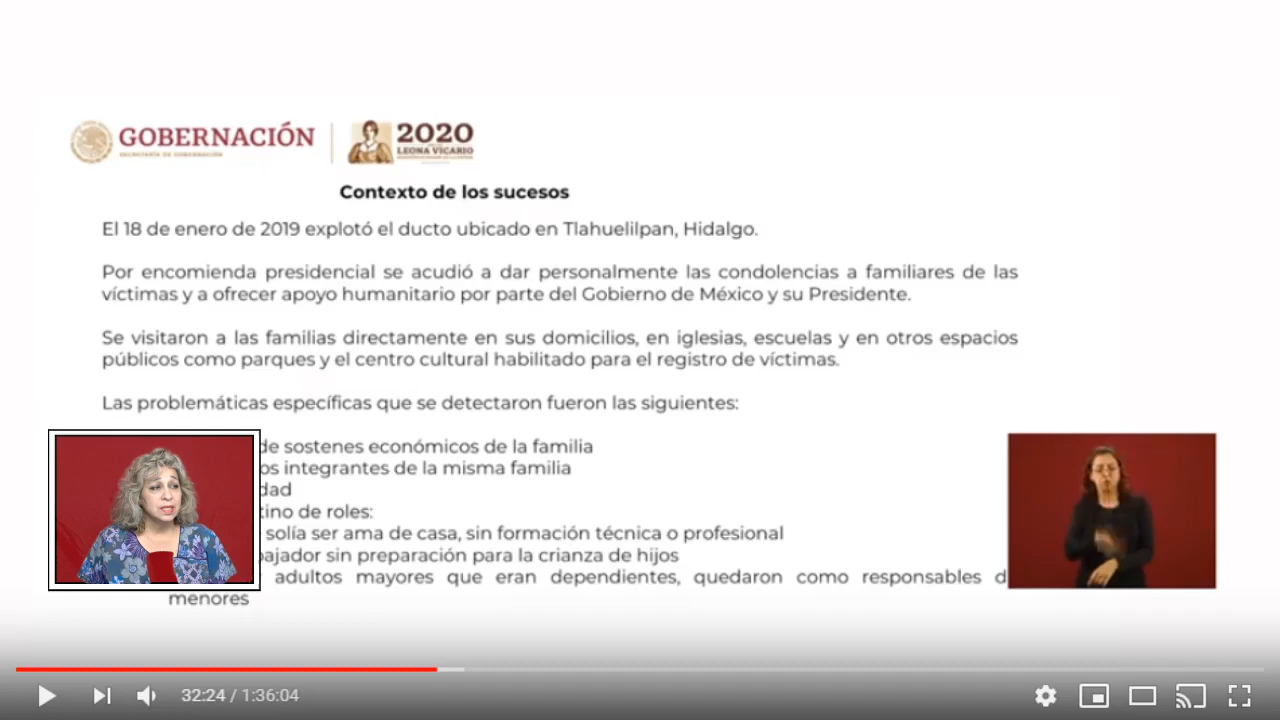 GOBERNACIÓN
SECRETARÍA DE GOBERNACIÓN
2020
LEONA VICARIO
Contexto de los sucesos
El 18 de enero de 2019 explotó el ducto ubicado en Tlahuelilpan, Hidalgo.
Por encomienda presidencial se acudió a dar personalmente las condolencias a familiares de las
víctimas y a ofrecer apoyo humanitario por parte del Gobierno de México y su Presidente.
Se visitaron a las familias directamente en sus domicilios, en iglesias, escuelas y en otros espacios
públicos como parques y el centro cultural habilitado para el registro de víctimas.
Las problemáticas específicas que se detectaron fueron las siguientes:
de sostenes económicos de la familia
os integrantes de la misma familia
dad
tino de roles:
solía ser ama de casa, sin formación técnica o profesional
bajador sin preparación para la crianza de hijos
adultos mayores que eran dependientes, quedaron como responsables d
menores
32:24 / 1:36:04